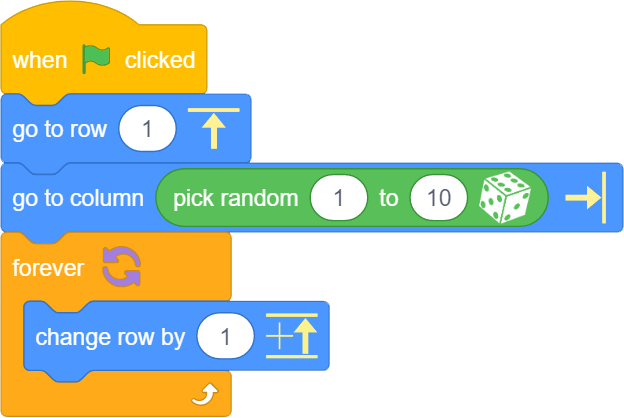 when clicked
go to row 1
go to column pick random 1 to 10
forever
change row by 1